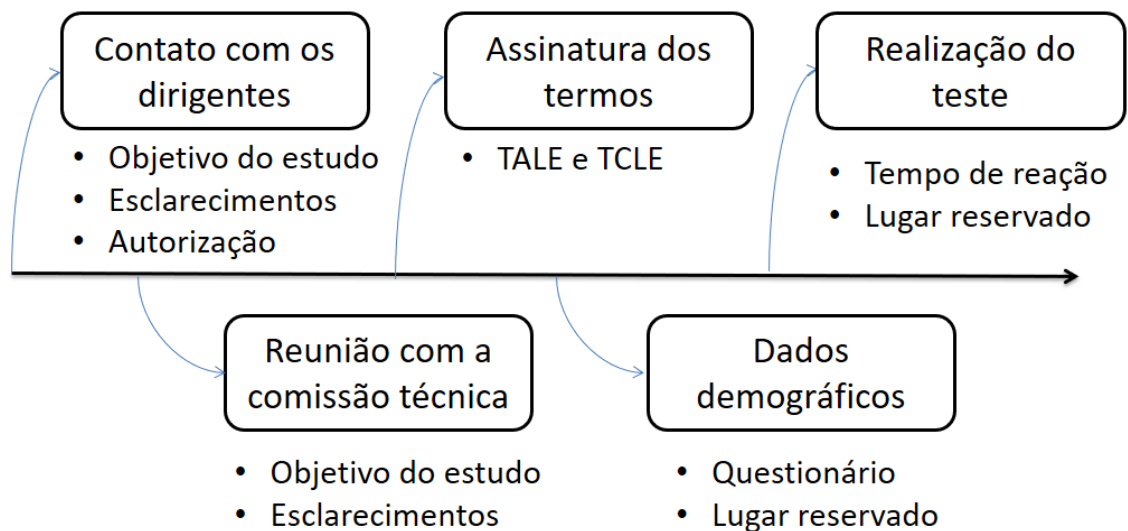 Contato com os
dirigentes
• Objetivo do estudo
• Esclarecimentos
• Autorização
Reunião com a
comissão técnica
• Objetivo do estudo
• Esclarecimentos
Assinatura dos
termos
• TALE e TCLE
Dados
demográficos
• Questionário
• Lugar reservado
Realização do
teste
• Tempo de reação
• Lugar reservado